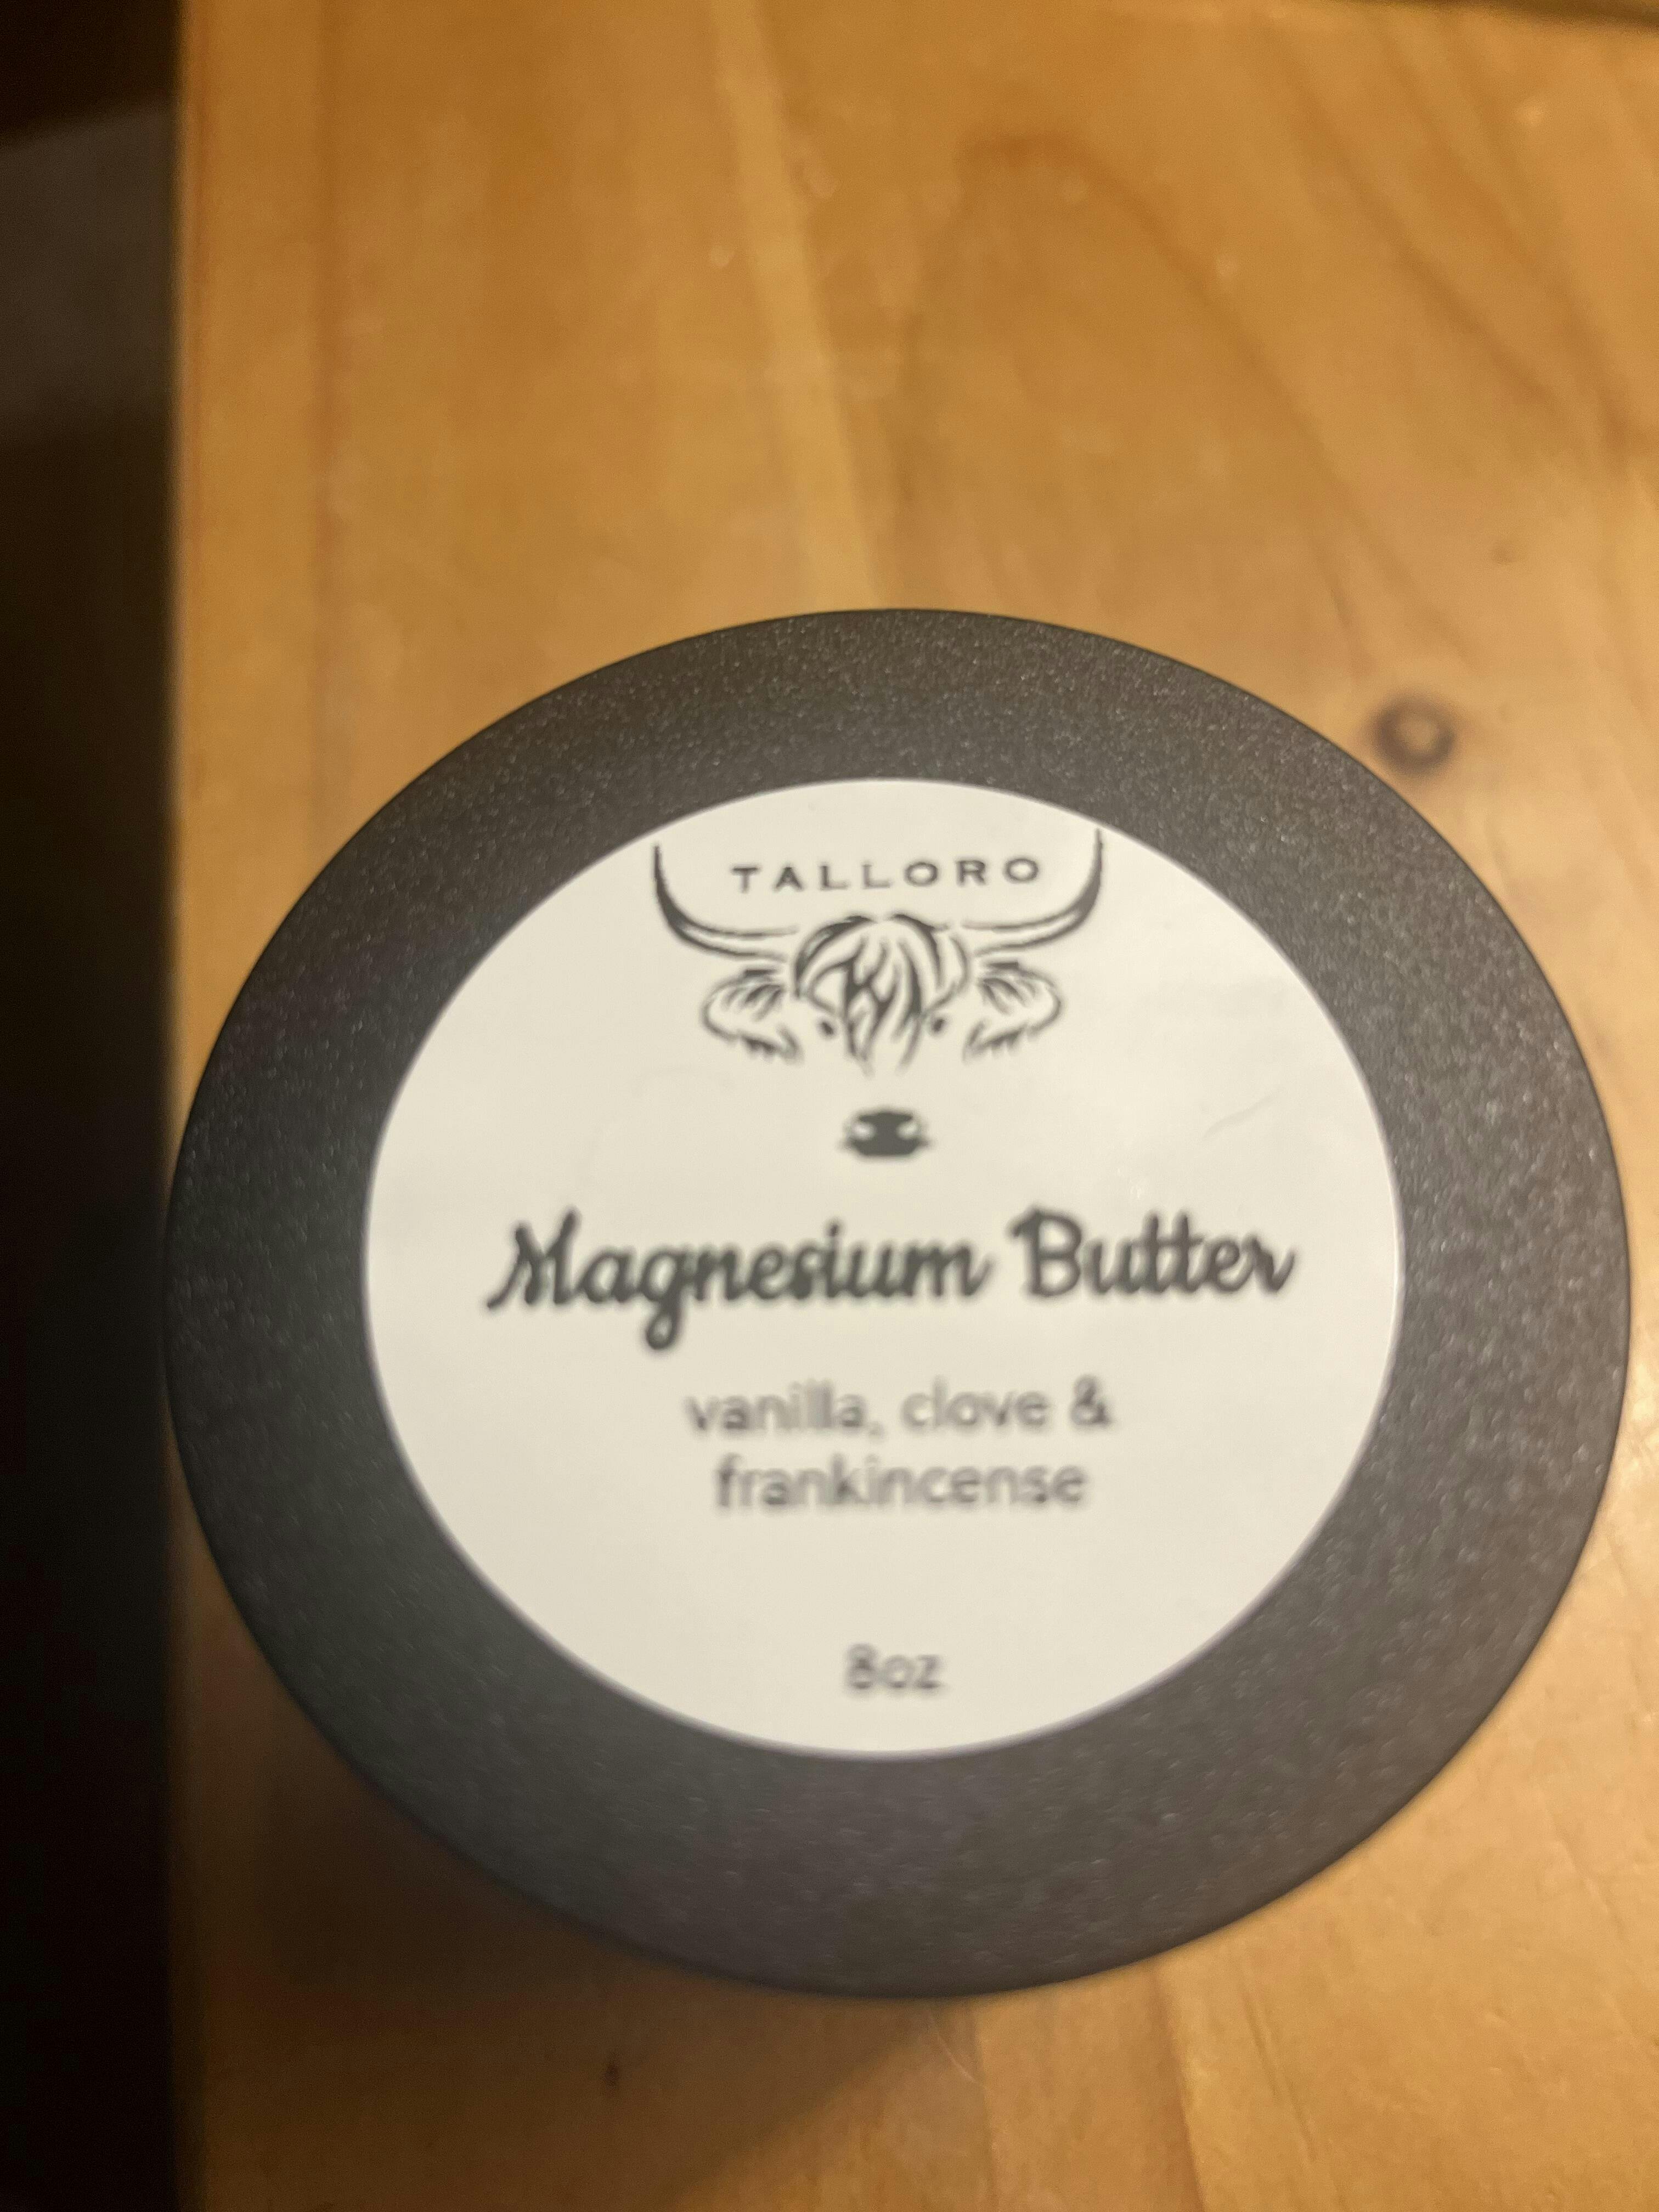 TALLORO
Magnesium Butter
vanilla, clove &
frankincense
8oz